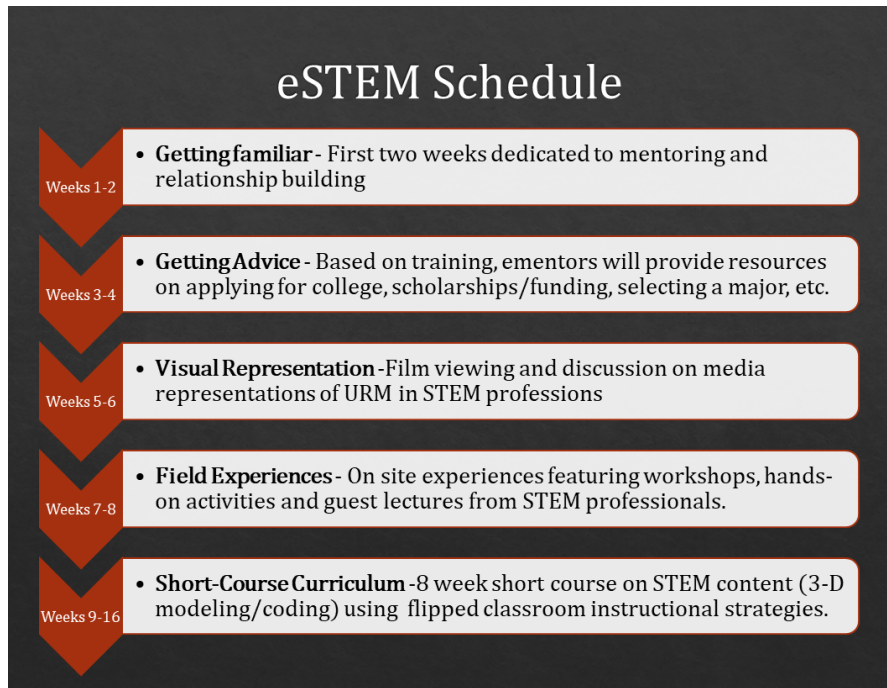 eSTEM Schedule
Weeks 1-2
• Getting familiar - First two weeks dedicated to mentoring and
relationship building
Weeks 3-4
• Getting Advice - Based on training, ementors will provide resources
on applying for college, scholarships/funding, selecting a major, etc.
Weeks 5-6
• Visual Representation -Film viewing and discussion on media
representations of URM in STEM professions
Weeks 7-8
• Field Experiences - On site experiences featuring workshops, hands-
on activities and guest lectures from STEM professionals.
Weeks 9-16
• Short-Course Curriculum -8 week short course on STEM content (3-D
modeling/coding) using flipped classroom instructional strategies.